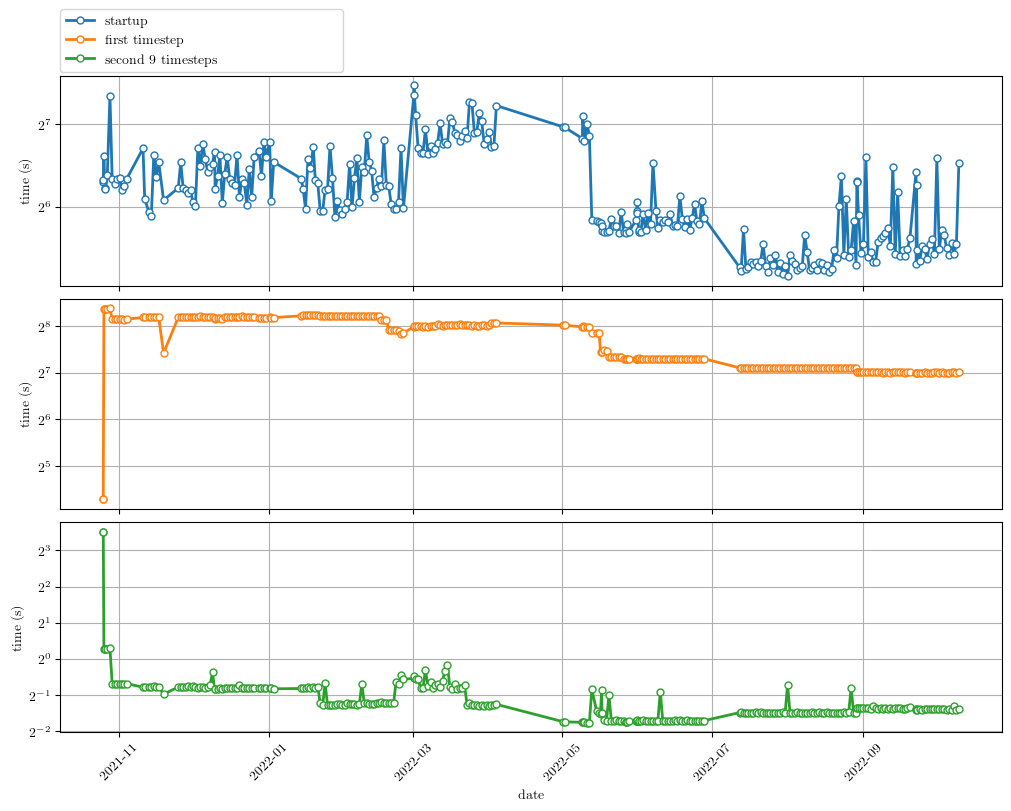 startup
first timestep
second 9 timesteps
time (s)
2^7
2^6
time (s)
2^8
2^7
2^6
2^5
time (s)
2^3
2^2
2^1
2^0
2^−1
2^−2
2021-11
2022-01
2022-03
2022-05
2022-07
2022-09
date